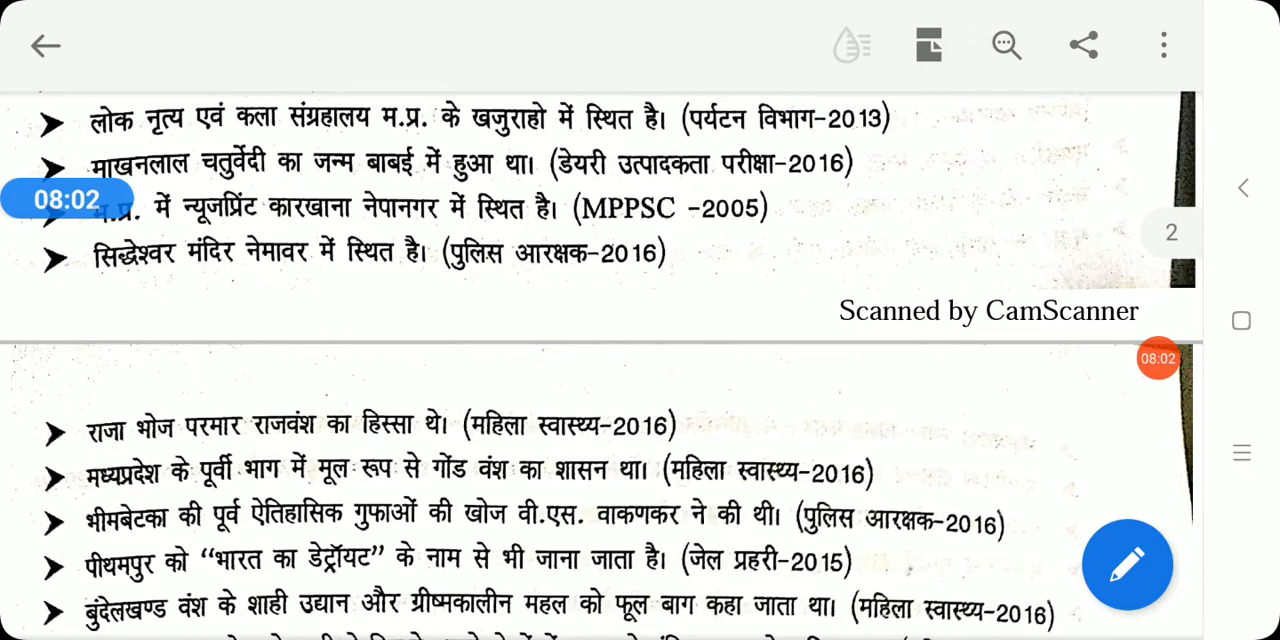 लोक नृत्य एवं कला संग्रहालय म.प्र. के खजुराहो में स्थित है। (पर्यटन विभाग-2013)
माखनलाल चतुर्वेदी का जन्म बाबई में हुआ था। (डेयरी उत्पादकता परीक्षा-2016)
08:02
म.प्र. में न्यूजप्रिंट कारखाना नेपानगर में स्थित है। (MPPSC -2005)
2
सिद्धेश्वर मंदिर नेमावर में स्थित है। (पुलिस आरक्षक-2016)
Scanned by CamScanner
08:02
राजा भोज परमार राजवंश का हिस्सा थे। (महिला स्वास्थ्य-2016)
मध्यप्रदेश के पूर्वी भाग में मूल रूप से गोंड वंश का शासन था। (महिला स्वास्थ्य-2016)
भीमबेटका की पूर्व ऐतिहासिक गुफाओं की खोज वी.एस. वाकणकर ने की थी। (पुलिस आरक्षक-2016)
पीथमपुर को “भारत का डेट्रॉयट” के नाम से भी जाना जाता है। (जेल प्रहरी-2015)
बुंदेलखण्ड वंश के शाही उद्यान और ग्रीष्मकालीन महल को फूल बाग कहा जाता था। (महिला स्वास्थ्य-2016)